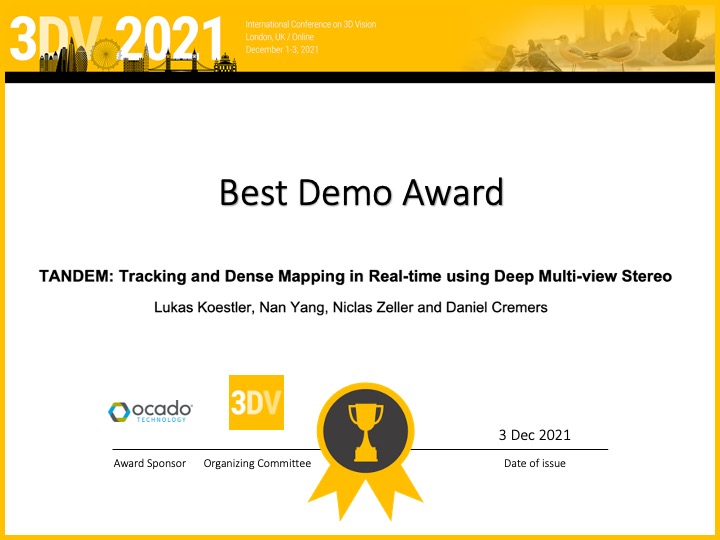 3DV 2021
International Conference on 3D Vision
London, UK / Online
December 1-3, 2021
Best Demo Award
TANDEM: Tracking and Dense Mapping in Real-time using Deep Multi-view Stereo
Lukas Koestler, Nan Yang, Niclas Zeller and Daniel Cremers
ocado
TECHNOLOGY
3DV
3 Dec 2021
Award Sponsor Organizing Committee Date of issue